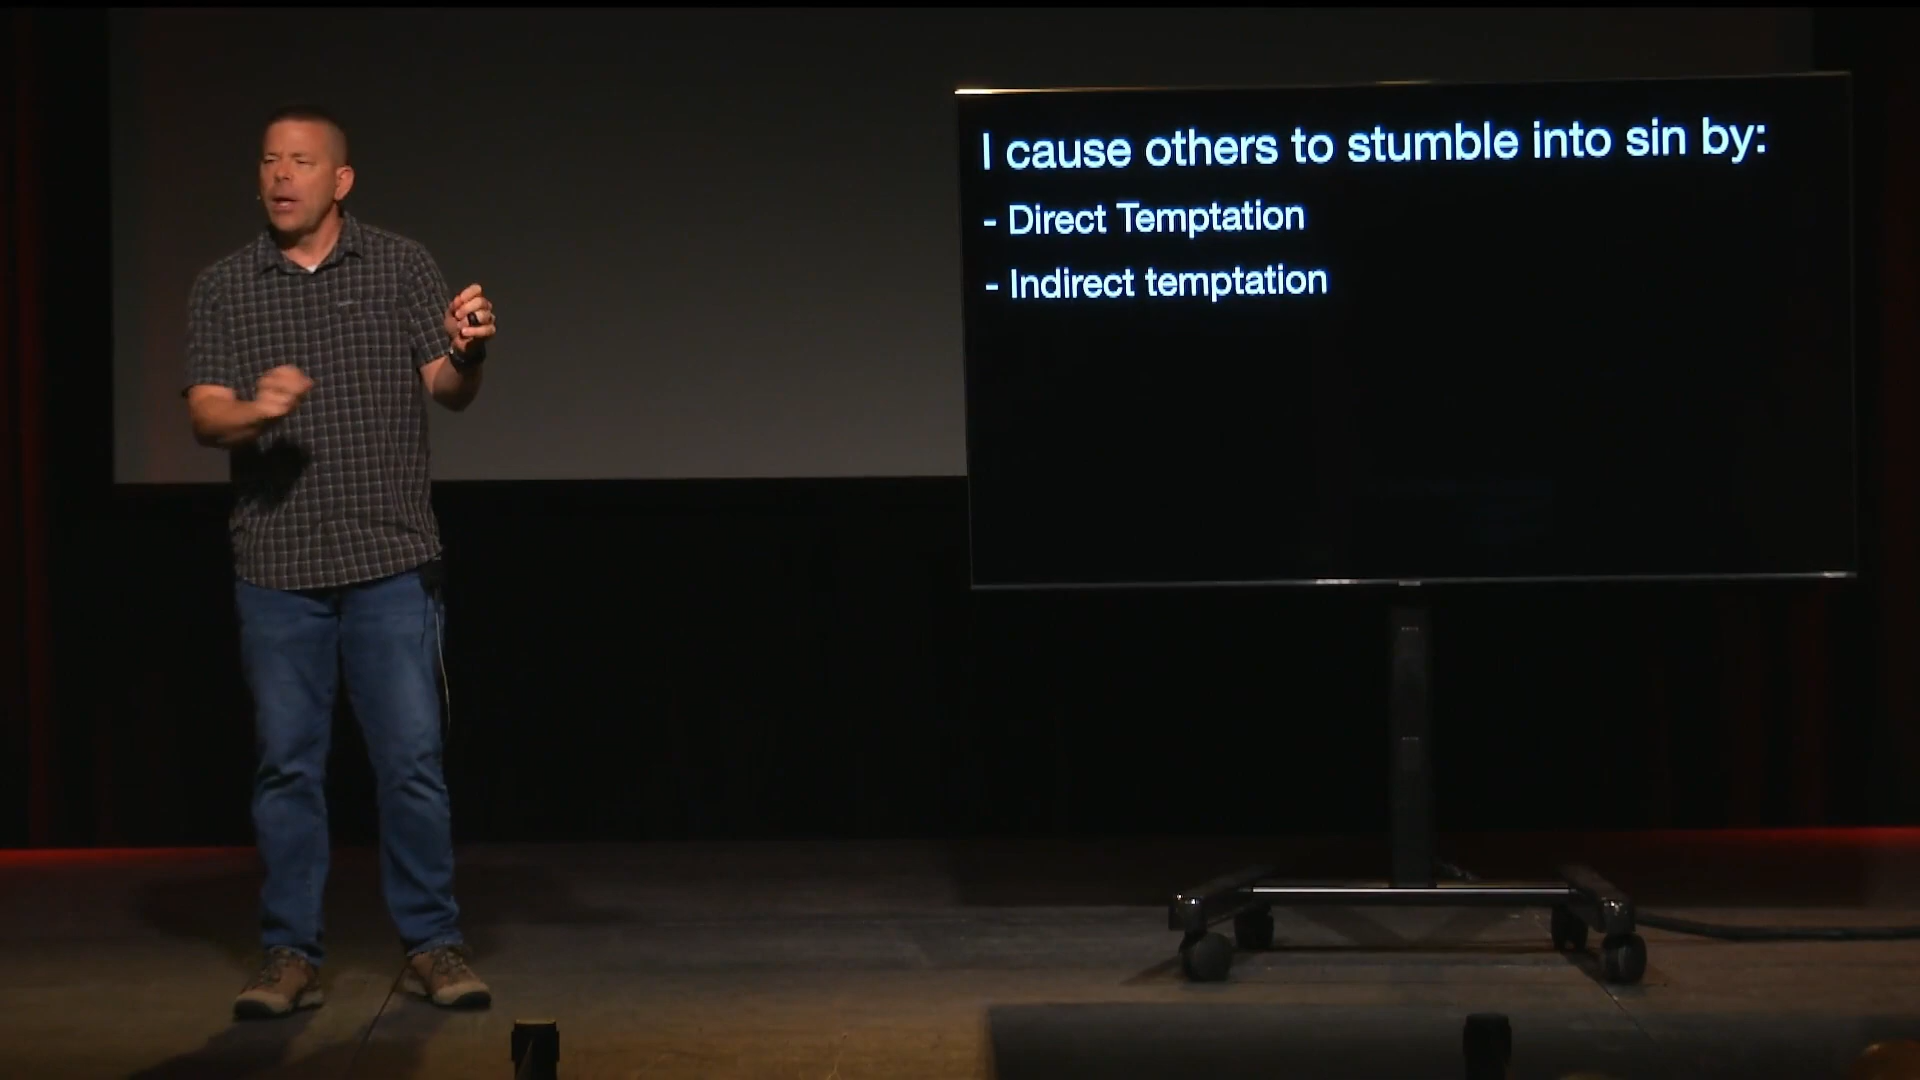 I cause others to stumble into sin by:
- Direct Temptation
- Indirect temptation